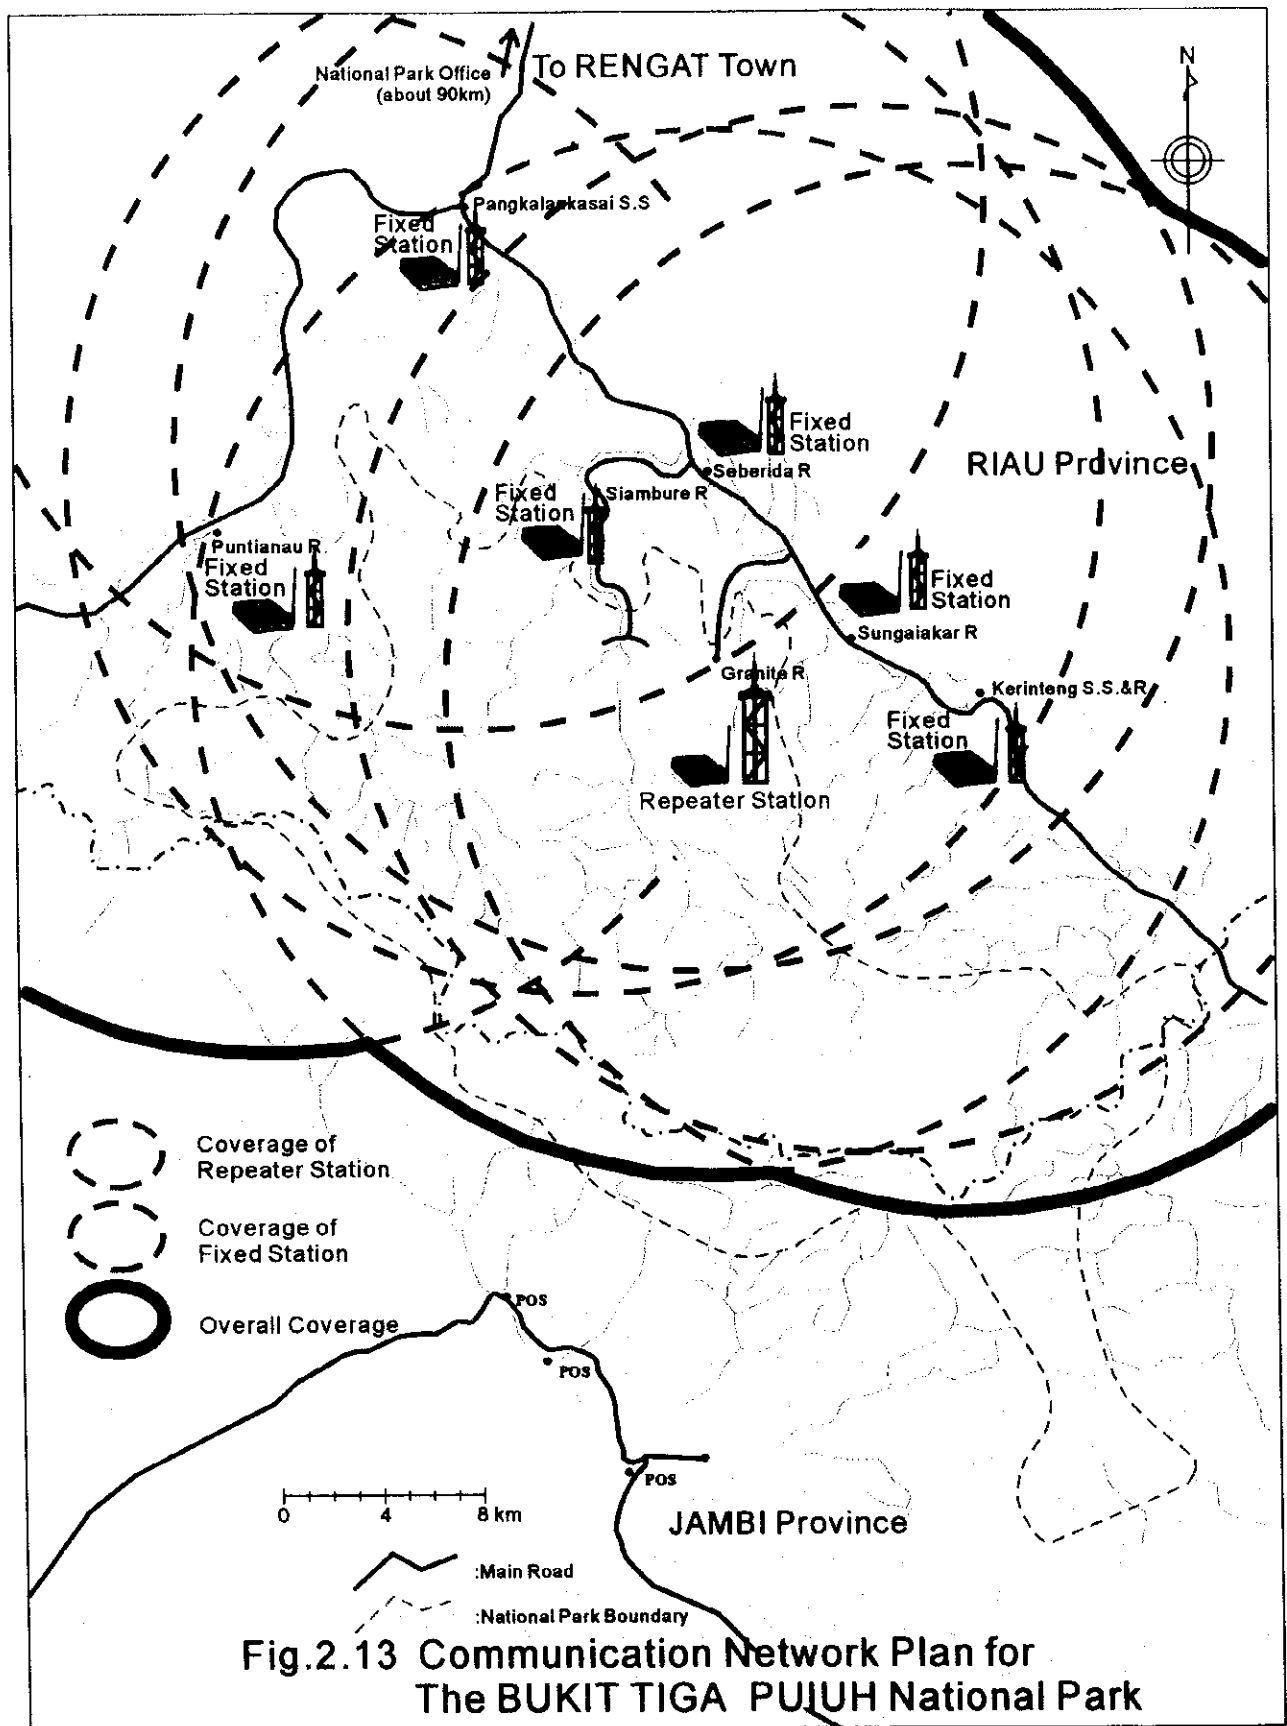 National Park Office
(about 90km)
To RENGAT Town
N
Pangkalankasai S.S
Fixed
Station
Fixed
Station
RIAU Province
Seberida R
Fixed
Station
Siambure R
Puntianau R.
Fixed
Station
Fixed
Station
Sungaiakar R
Granite R
Kerinteng S.S.&R
Fixed
Station
Repeater Station
Coverage of
Repeater Station
Coverage of
Fixed Station
Overall Coverage
POS
POS
POS
0 4 8 km
JAMBI Province
:Main Road
:National Park Boundary
Fig.2.13 Communication Network Plan for
The BUKIT TIGA PUIUH National Park